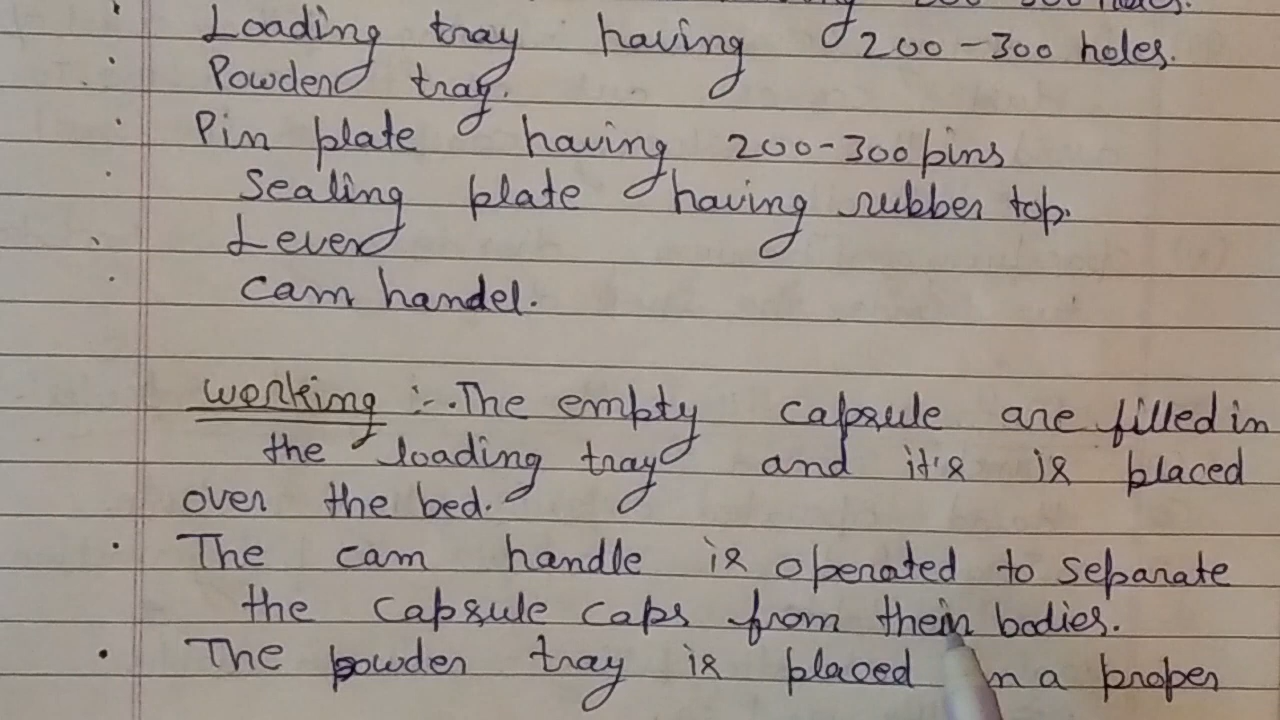 Loading tray having 200-300 holes.
Powder tray.
Pin plate having 200-300 pins
Sealing plate having rubber top.
Lever
Cam handel.
Working :- The empty capsule are filled in
the loading tray and it's is placed
over the bed.
The cam handle is operated to separate
the capsule caps from their bodies.
The powder tray is placed in a proper